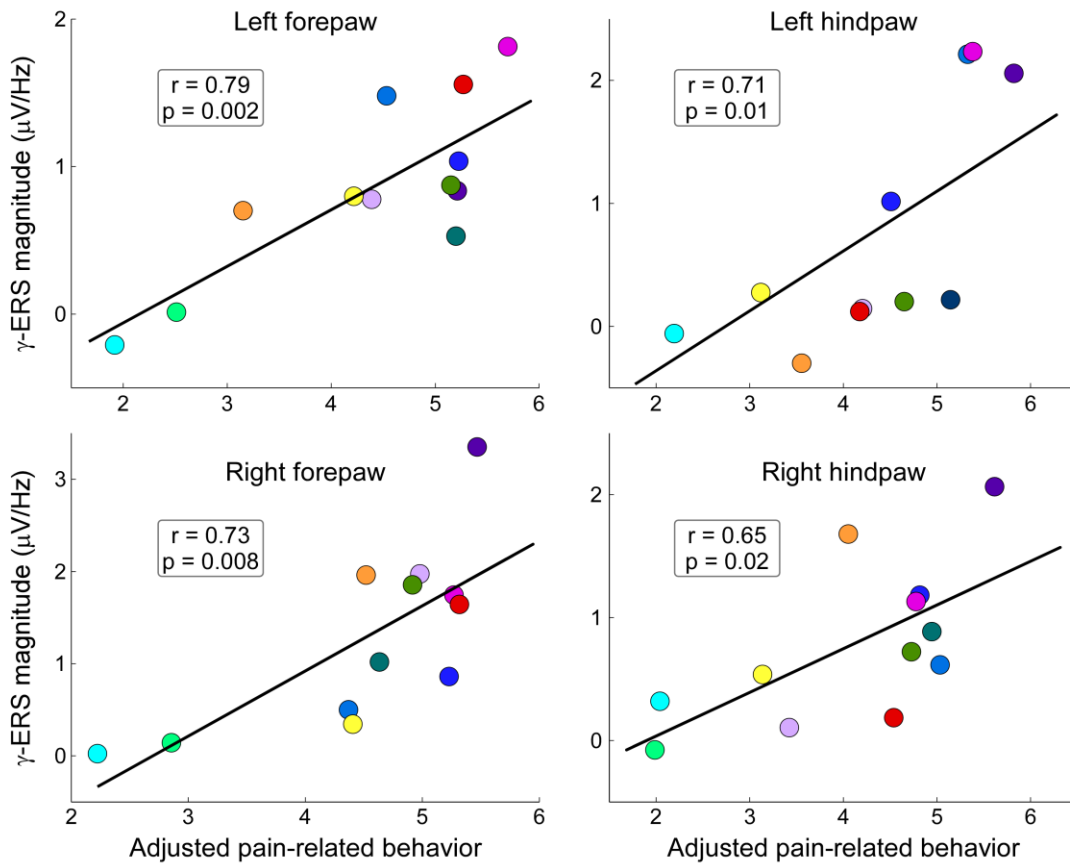 Left forepaw
r = 0.79
p = 0.002
γ-ERS magnitude (μV/Hz)
2
1
0
2
3
4
5
6
Left hindpaw
r = 0.71
p = 0.01
2
1
0
2
3
4
5
6
Right forepaw
r = 0.73
p = 0.008
γ-ERS magnitude (μV/Hz)
3
2
1
0
2
3
4
5
6
Adjusted pain-related behavior
Right hindpaw
r = 0.65
p = 0.02
2
1
0
2
3
4
5
6
Adjusted pain-related behavior